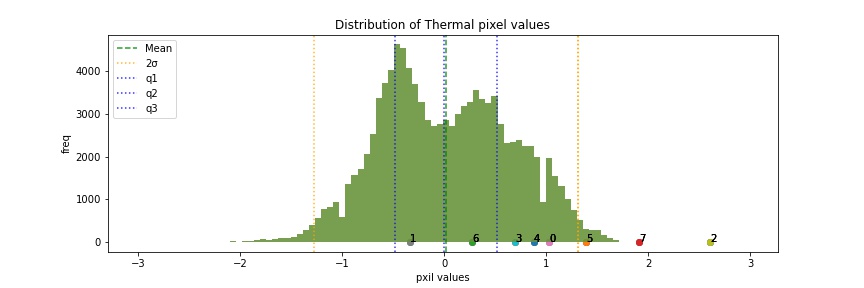 Distribution of Thermal pixel values
Mean
2σ
q1
q2
q3
freq
4000
3000
2000
1000
0
1 6 3 4 0 5 7 2
−3 −2 −1 0 1 2 3
pxil values